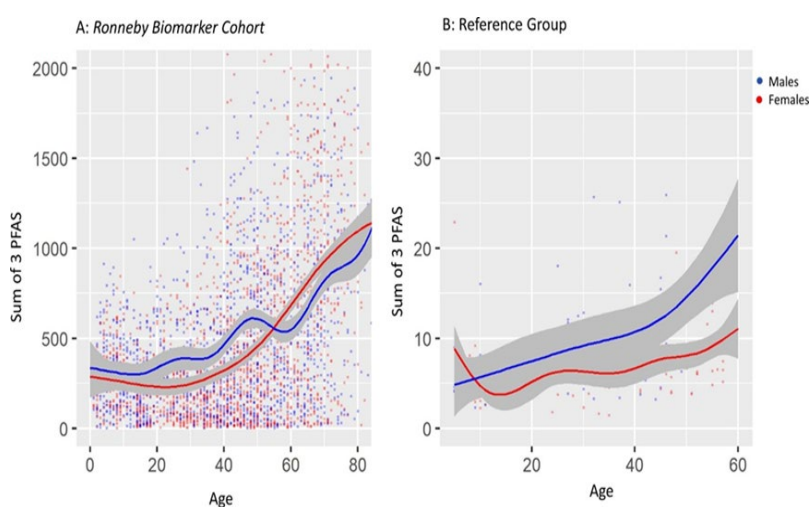 A: Ronneby Biomarker Cohort
Sum of 3 PFAS
2000
1500
1000
500
0
0 20 40 60 80
Age
B: Reference Group
Sum of 3 PFAS
40
30
20
10
0
20 40 60
Age
Males
Females